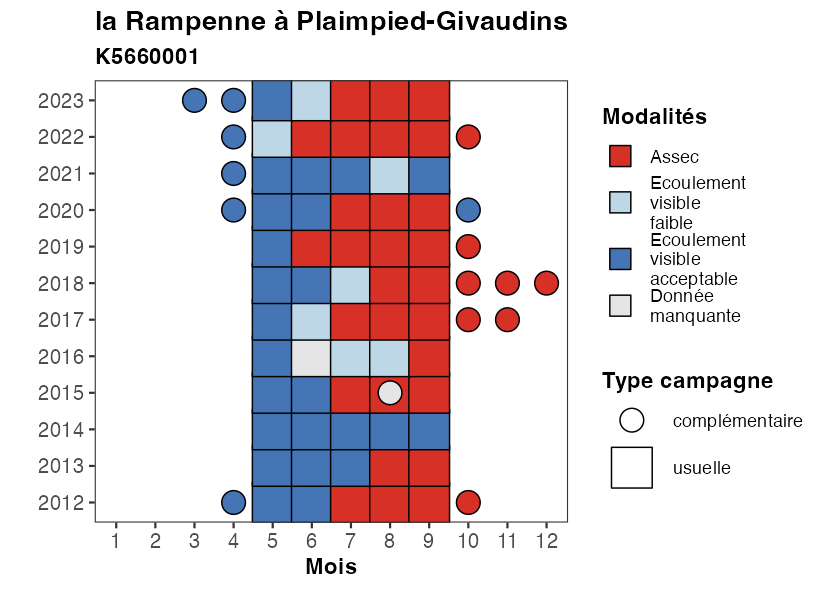 la Rampenne à Plaimpied-Givaudins
K5660001
2023
2022
2021
2020
2019
2018
2017
2016
2015
2014
2013
2012
1 2 3 4 5 6 7 8 9 10 11 12
Mois
Modalités
Assec
Ecoulement
visible
faible
Ecoulement
visible
acceptable
Donnée
manquante
Type campagne
complémentaire
usuelle